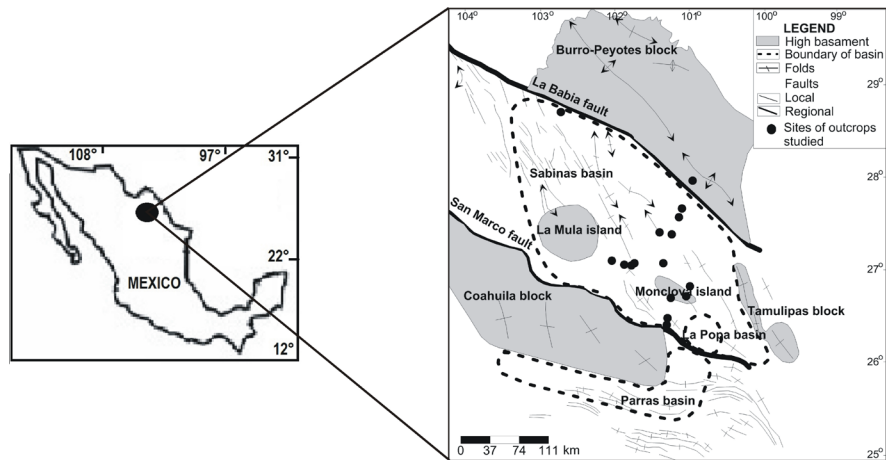 108°
97°
31°
22°
12°
MEXICO
104°
103°
102°
101°
100°
99°
29°
28°
27°
26°
25°
Burro-Peyotes block
La Babia fault
Sabinas basin
San Marco fault
La Mula island
Coahuila block
Monclova island
Tamulipas block
La Popa basin
Parras basin
0 37 74 111 km
LEGEND
High basament
Boundary of basin
Folds
Faults
Local
Regional
Sites of outcrops
studied